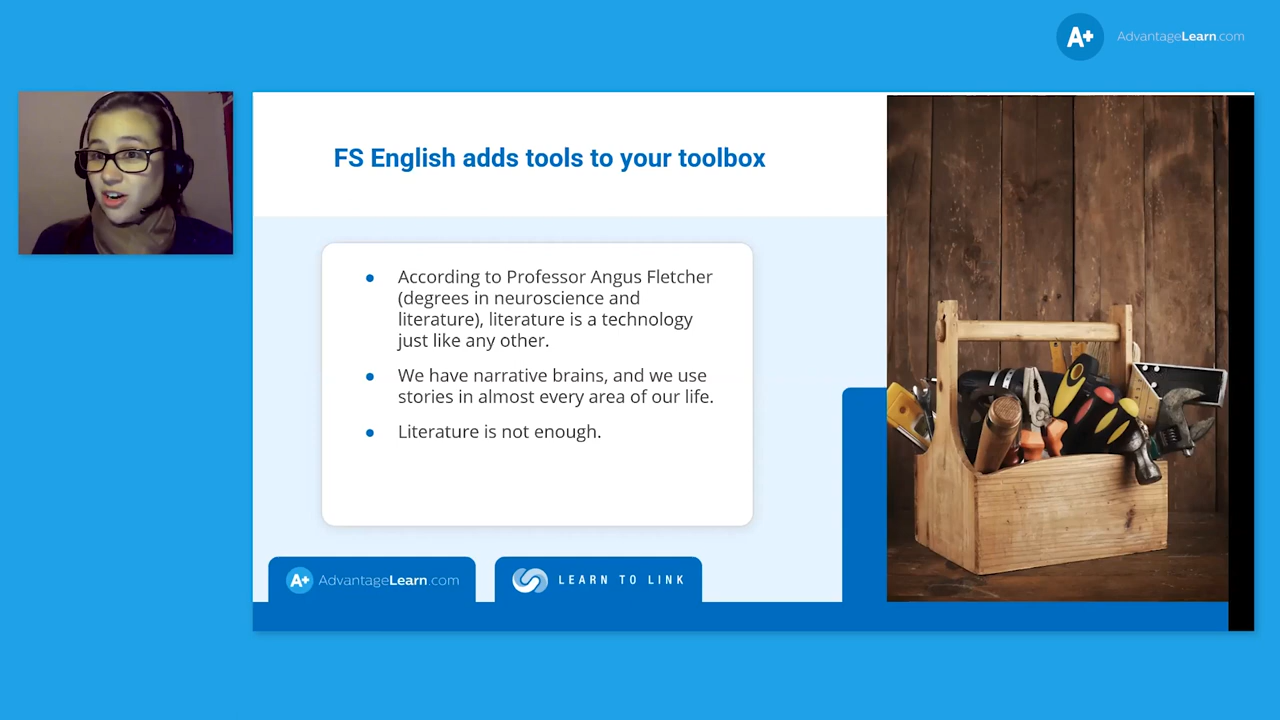 A+ AdvantageLearn.com
FS English adds tools to your toolbox
● According to Professor Angus Fletcher
(degrees in neuroscience and
literature), literature is a technology
just like any other.
● We have narrative brains, and we use
stories in almost every area of our life.
● Literature is not enough.
A+ AdvantageLearn.com
LEARN TO LINK